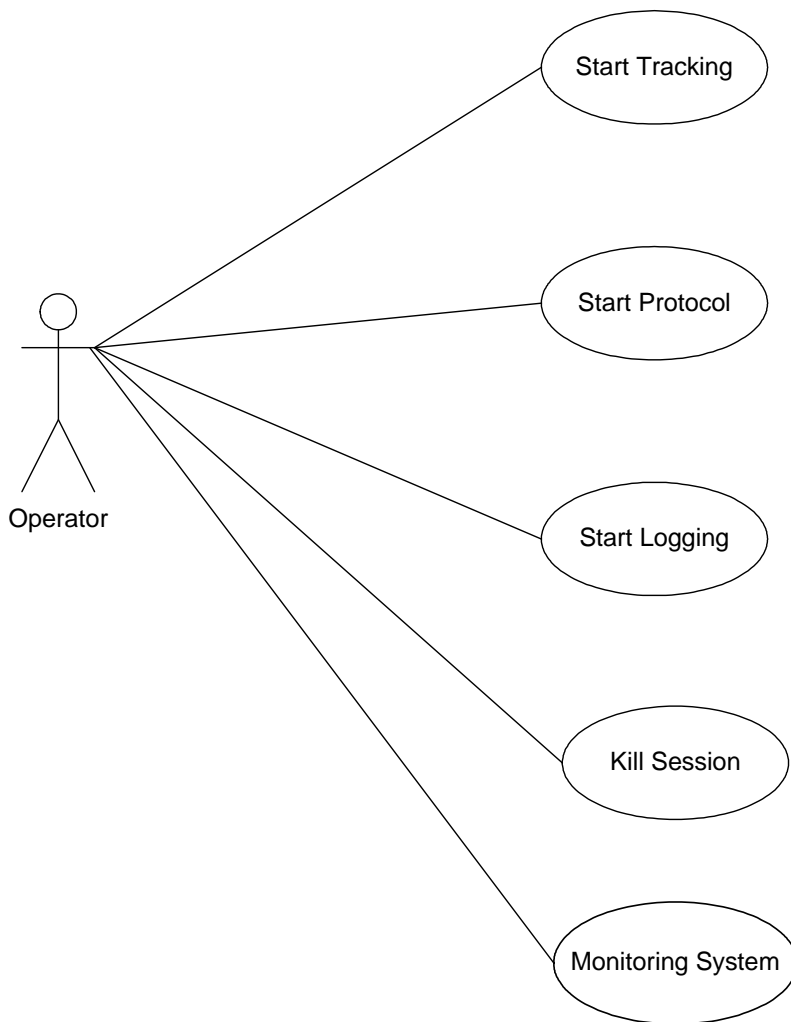 Start Tracking
Start Protocol
Operator
Start Logging
Kill Session
Monitoring System